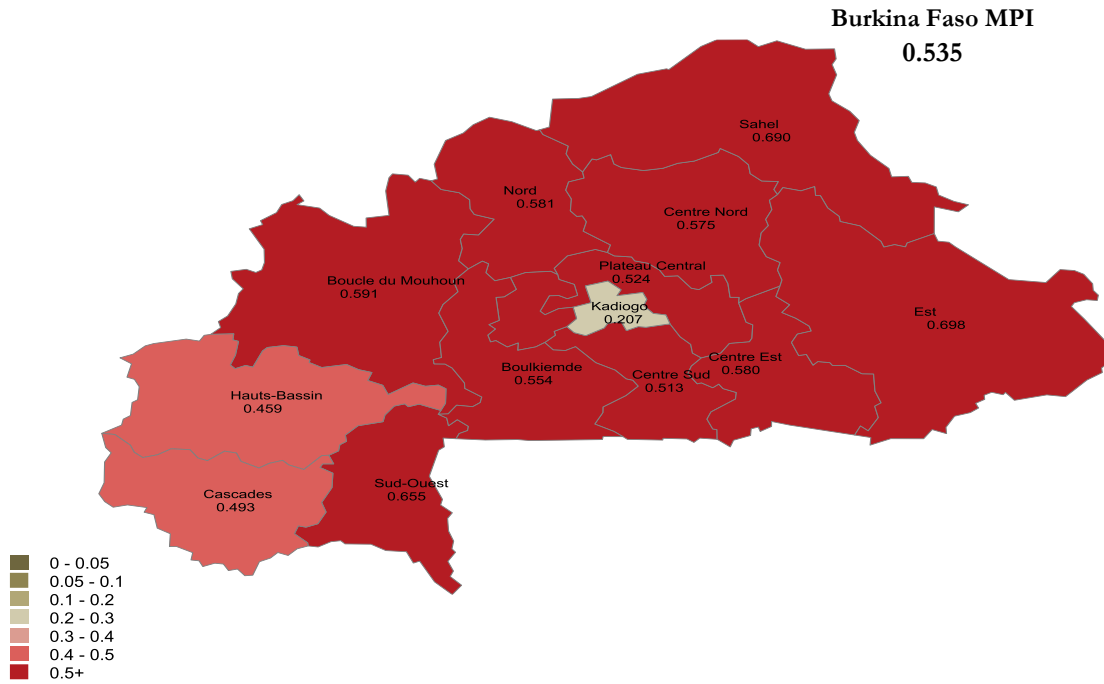 Burkina Faso MPI
0.535
Sahel
0.690
Nord
0.581
Centre Nord
0.575
Plateau Central
0.524
Boucle du Mouhoun
0.591
Kadiogo
0.207
Est
0.698
Centre Est
0.580
Boulkiemde
0.554
Centre Sud
0.513
Hauts-Bassin
0.459
Sud-Ouest
0.655
Cascades
0.493
0 - 0.05
0.05 - 0.1
0.1 - 0.2
0.2 - 0.3
0.3 - 0.4
0.4 - 0.5
0.5+